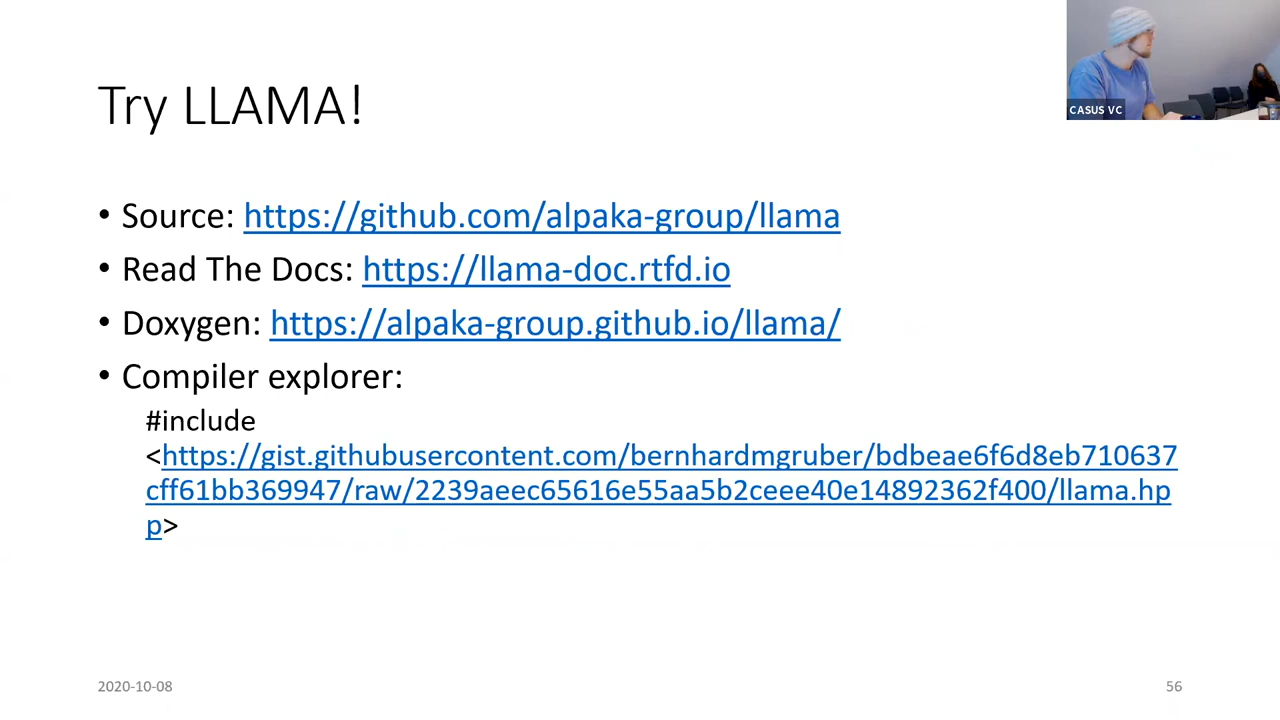 CASUS VC
Try LLAMA!
• Source: https://github.com/alpaka-group/llama
• Read The Docs: https://llama-doc.rtfd.io
• Doxygen: https://alpaka-group.github.io/llama/
• Compiler explorer:
#include
<https://gist.githubusercontent.com/bernhardmgruber/bdbeae6f6d8eb710637
cff61bb369947/raw/2239aeec65616e55aa5b2ceee40e14892362f400/llama.hp
p>
2020-10-08
56